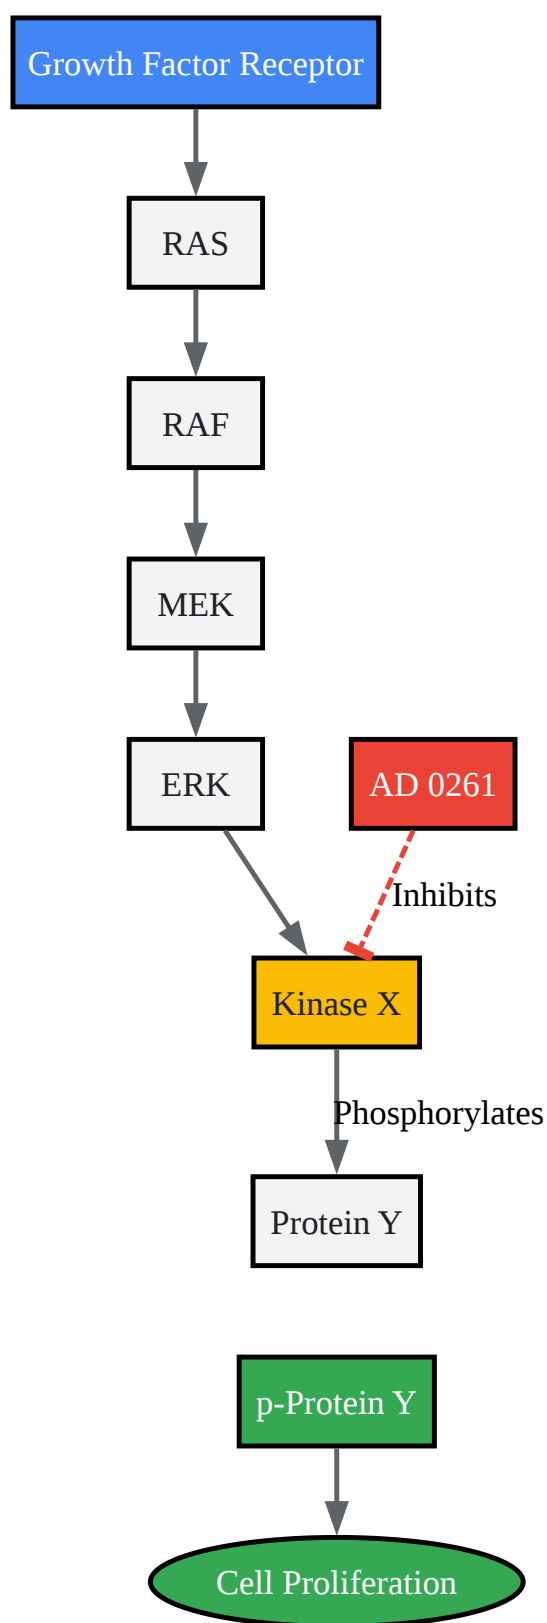 Growth Factor Receptor
RAS
RAF
MEK
ERK
AD 0261
Inhibits
Kinase X
Phosphorylates
Protein Y
p-Protein Y
Cell Proliferation